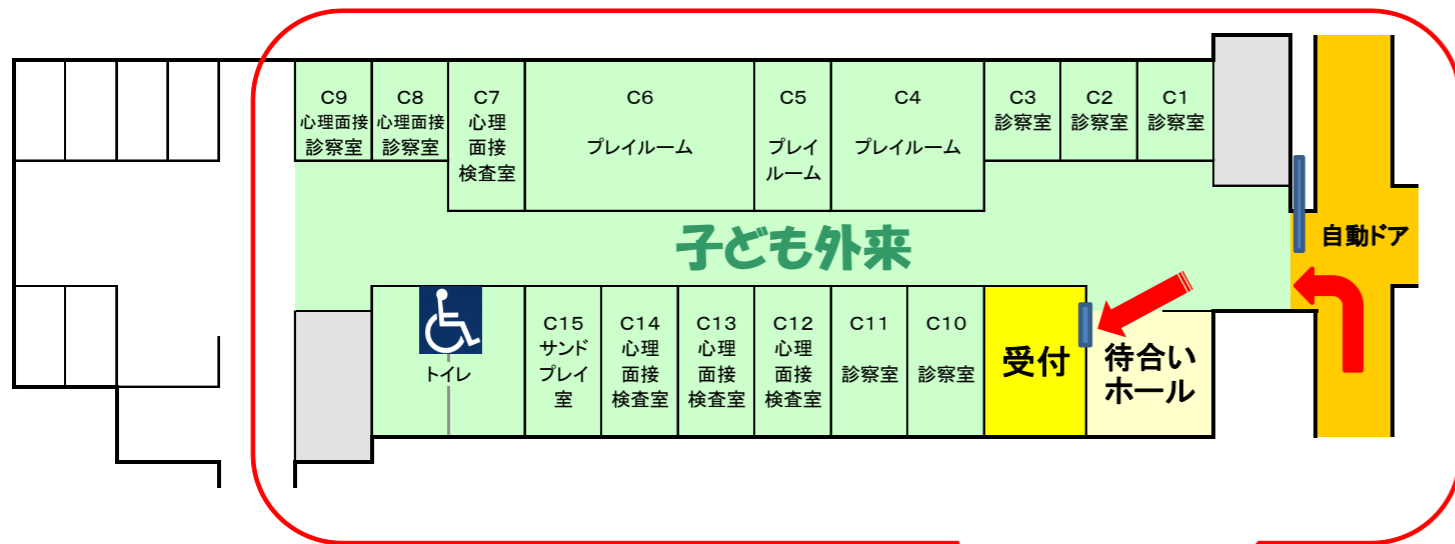 C9
心理面接
診察室
C8
心理面接
診察室
C7
心理
面接
検査室
C6
プレイルーム
C5
プレイ
ルーム
C4
プレイルーム
C3
診察室
C2
診察室
C1
診察室
子ども外来
自動ドア
トイレ
C15
サンド
プレイ
室
C14
心理
面接
検査室
C13
心理
面接
検査室
C12
心理
面接
検査室
C11
診察室
C10
診察室
受付
待合い
ホール